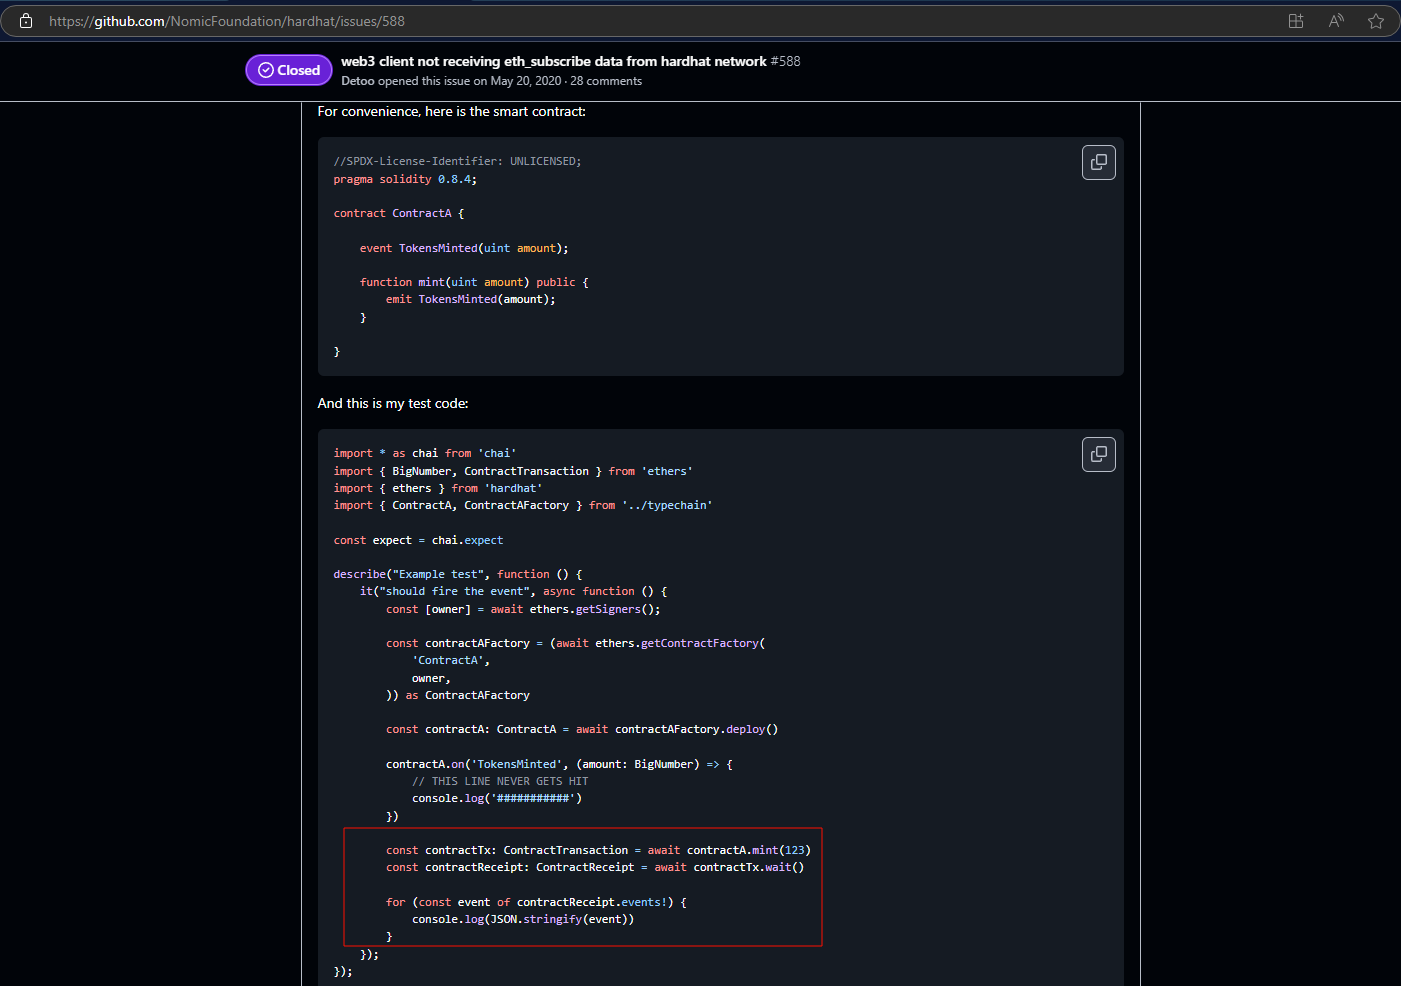 https://github.com/NomicFoundation/hardhat/issues/588
Closed
web3 client not receiving eth_subscribe data from hardhat network #588
Detoo opened this issue on May 20, 2020 · 28 comments
For convenience, here is the smart contract:
//SPDX-License-Identifier: UNLICENSED;
pragma solidity 0.8.4;
contract ContractA {
event TokensMinted(uint amount);
function mint(uint amount) public {
emit TokensMinted(amount);
}
}
And this is my test code:
import * as chai from 'chai'
import { BigNumber, ContractTransaction } from 'ethers'
import { ethers } from 'hardhat'
import { ContractA, ContractAFactory } from '../typechain'
const expect = chai.expect
describe("Example test", function () {
it("should fire the event", async function () {
const [owner] = await ethers.getSigners();
const contractAFactory = (await ethers.getContractFactory(
'ContractA',
owner,
)) as ContractAFactory
const contractA: ContractA = await contractAFactory.deploy()
contractA.on('TokensMinted', (amount: BigNumber) => {
// THIS LINE NEVER GETS HIT
console.log('###########')
})
const contractTx: ContractTransaction = await contractA.mint(123)
const contractReceipt: ContractReceipt = await contractTx.wait()
for (const event of contractReceipt.events!) {
console.log(JSON.stringify(event))
}
});
});